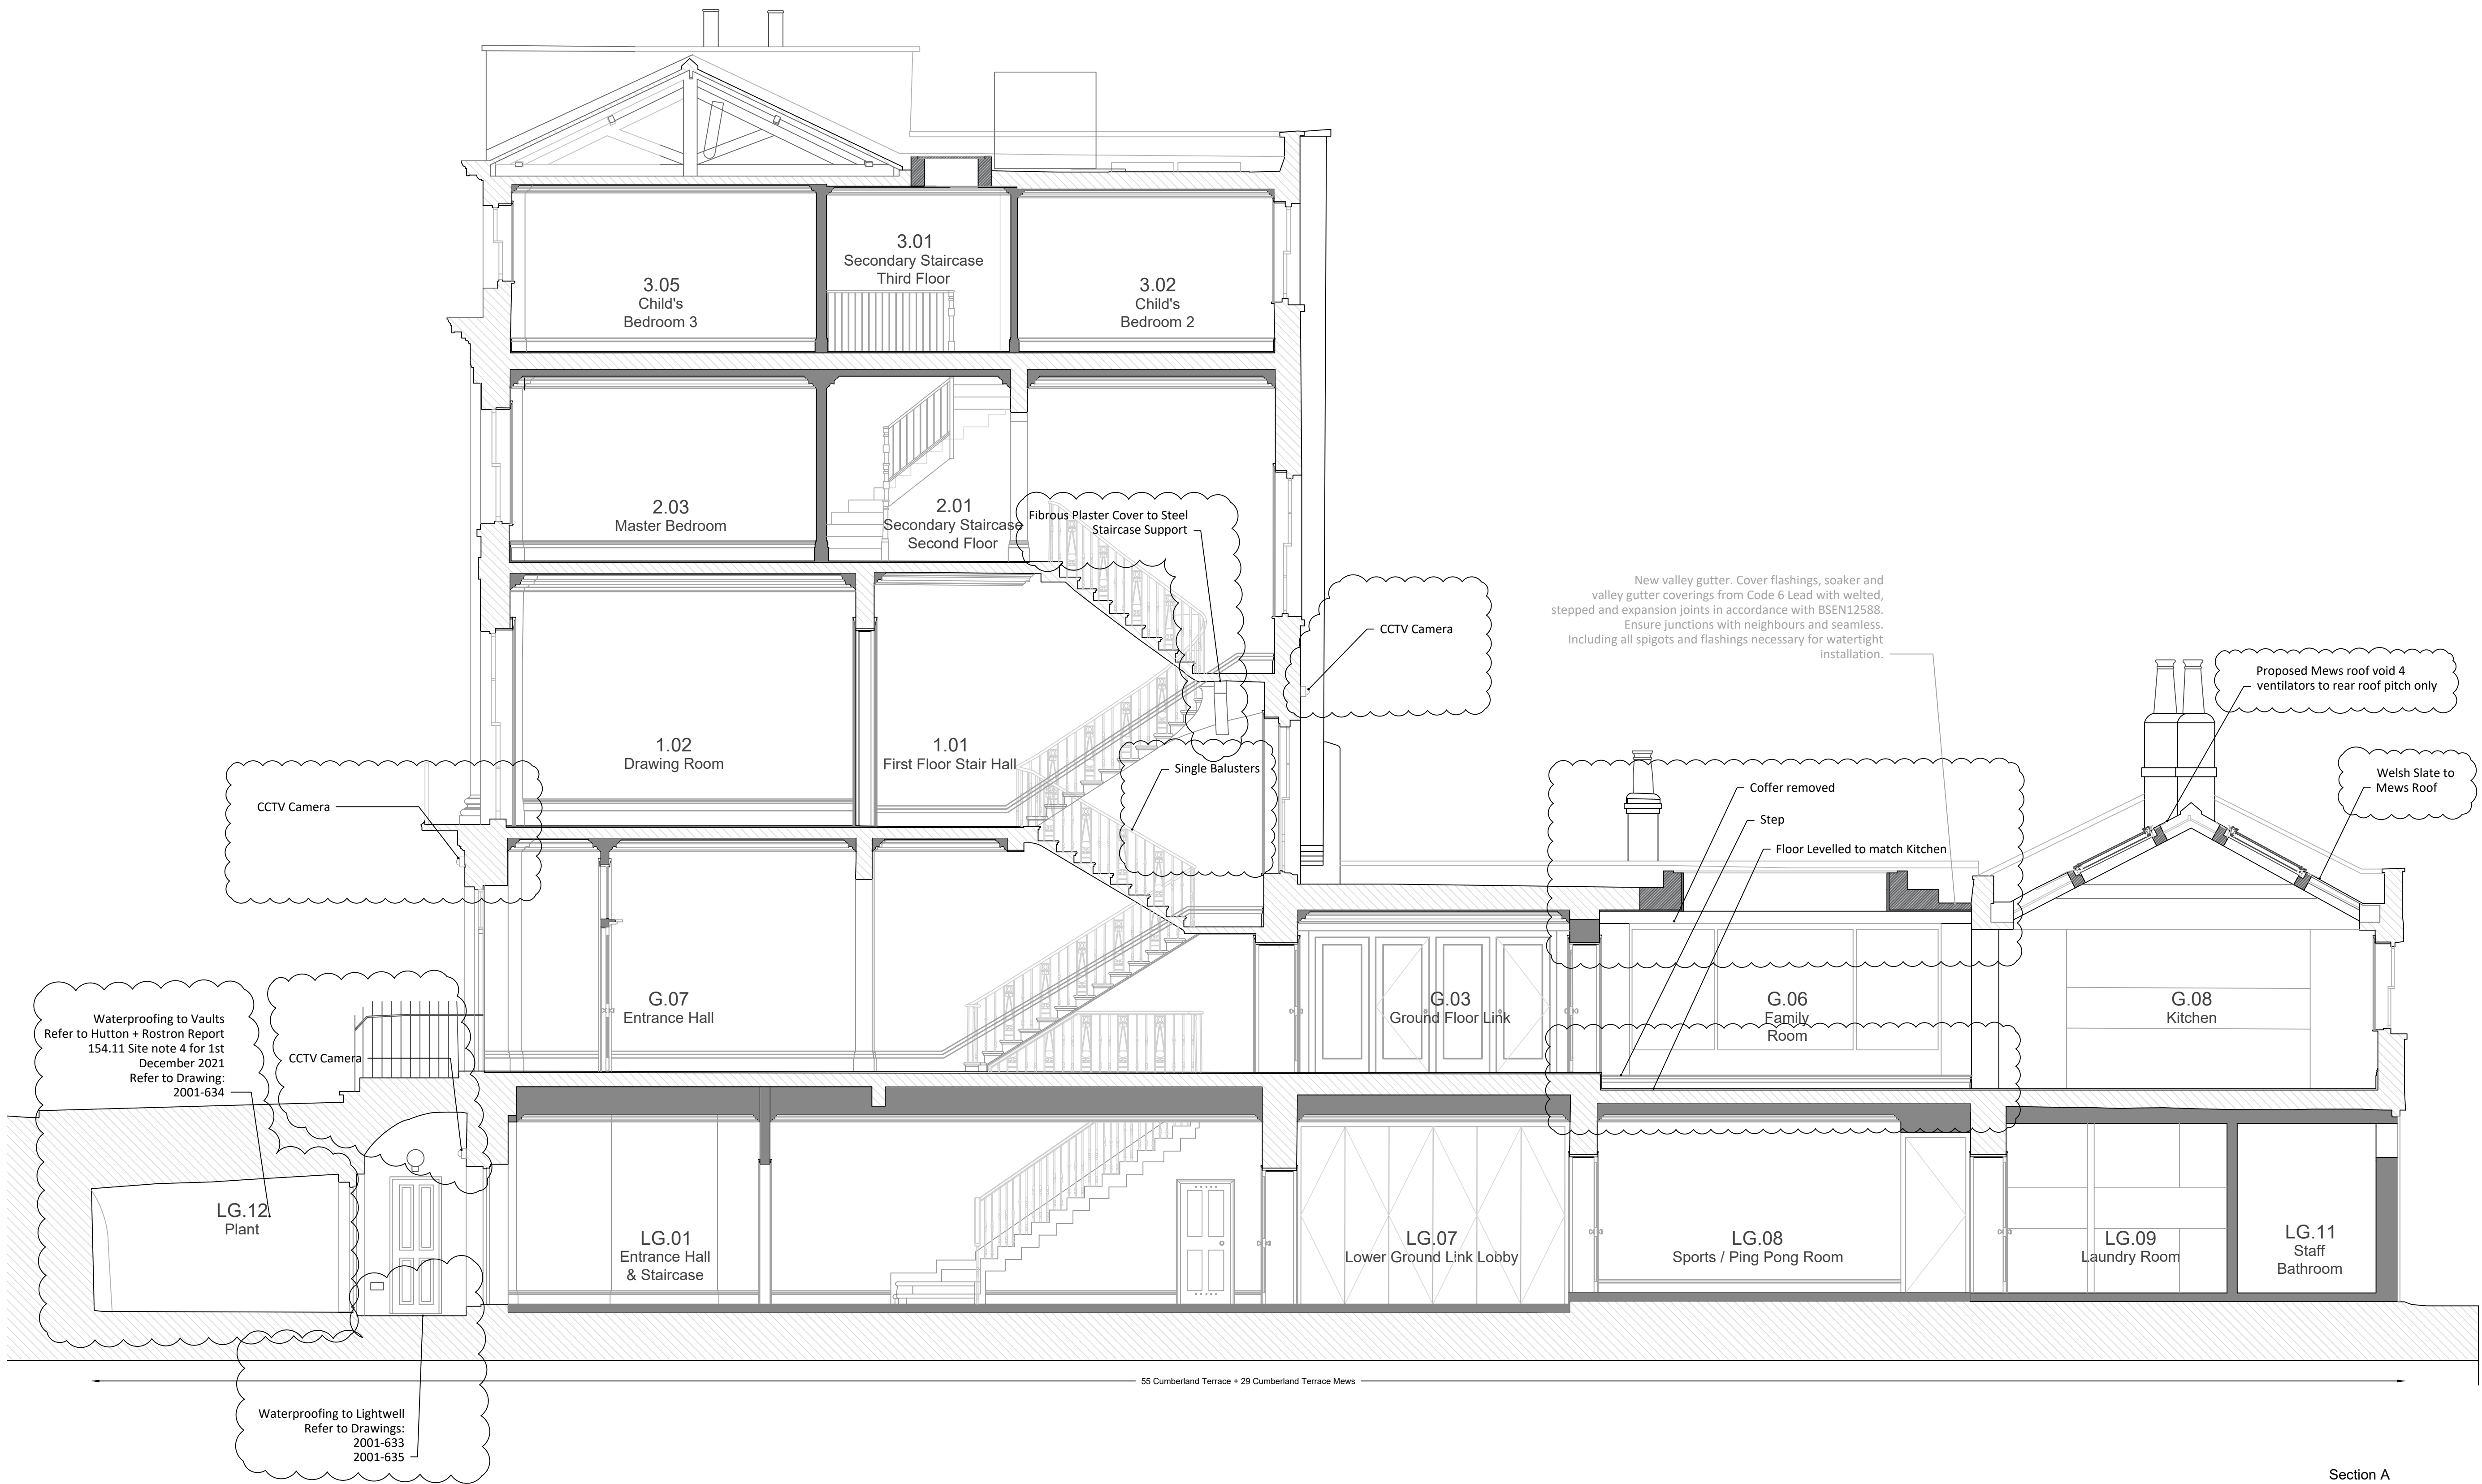 3.01
Secondary Staircase
Third Floor
3.05
Child's
Bedroom 3
3.02
Child's
Bedroom 2
2.03
Master Bedroom
2.01
Secondary Staircase
Second Floor
Fibrous Plaster Cover to Steel
Staircase Support
CCTV Camera
New valley gutter. Cover flashings, soaker and
valley gutter coverings from Code 6 Lead with welted,
stepped and expansion joints in accordance with BSEN12588.
Ensure junctions with neighbours and seamless.
Including all spigots and flashings necessary for watertight
installation.
Proposed Mews roof void 4
ventilators to rear roof pitch only
Welsh Slate to
Mews Roof
1.02
Drawing Room
1.01
First Floor Stair Hall
Single Balusters
CCTV Camera
Coffer removed
Step
Floor Levelled to match Kitchen
G.07
Entrance Hall
G.03
Ground Floor Link
G.06
Family
Room
G.08
Kitchen
Waterproofing to Vaults
Refer to Hutton + Rostron Report
154.11 Site note 4 for 1st
December 2021
Refer to Drawing:
2001-634
CCTV Camera
LG.12
Plant
LG.01
Entrance Hall
& Staircase
LG.07
Lower Ground Link Lobby
LG.08
Sports / Ping Pong Room
LG.09
Laundry Room
LG.11
Staff
Bathroom
55 Cumberland Terrace + 29 Cumberland Terrace Mews
Waterproofing to Lightwell
Refer to Drawings:
2001-633
2001-635
Section A